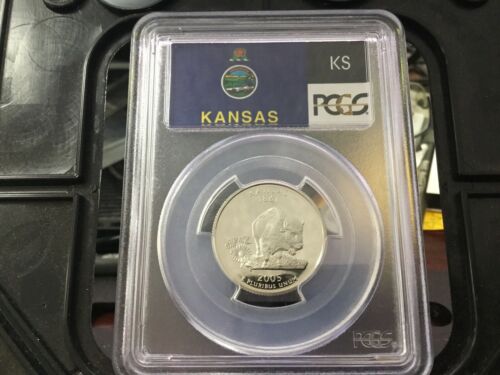 KS
KANSAS
PCGS
2005
E PLURIBUS UNUM
PCGS